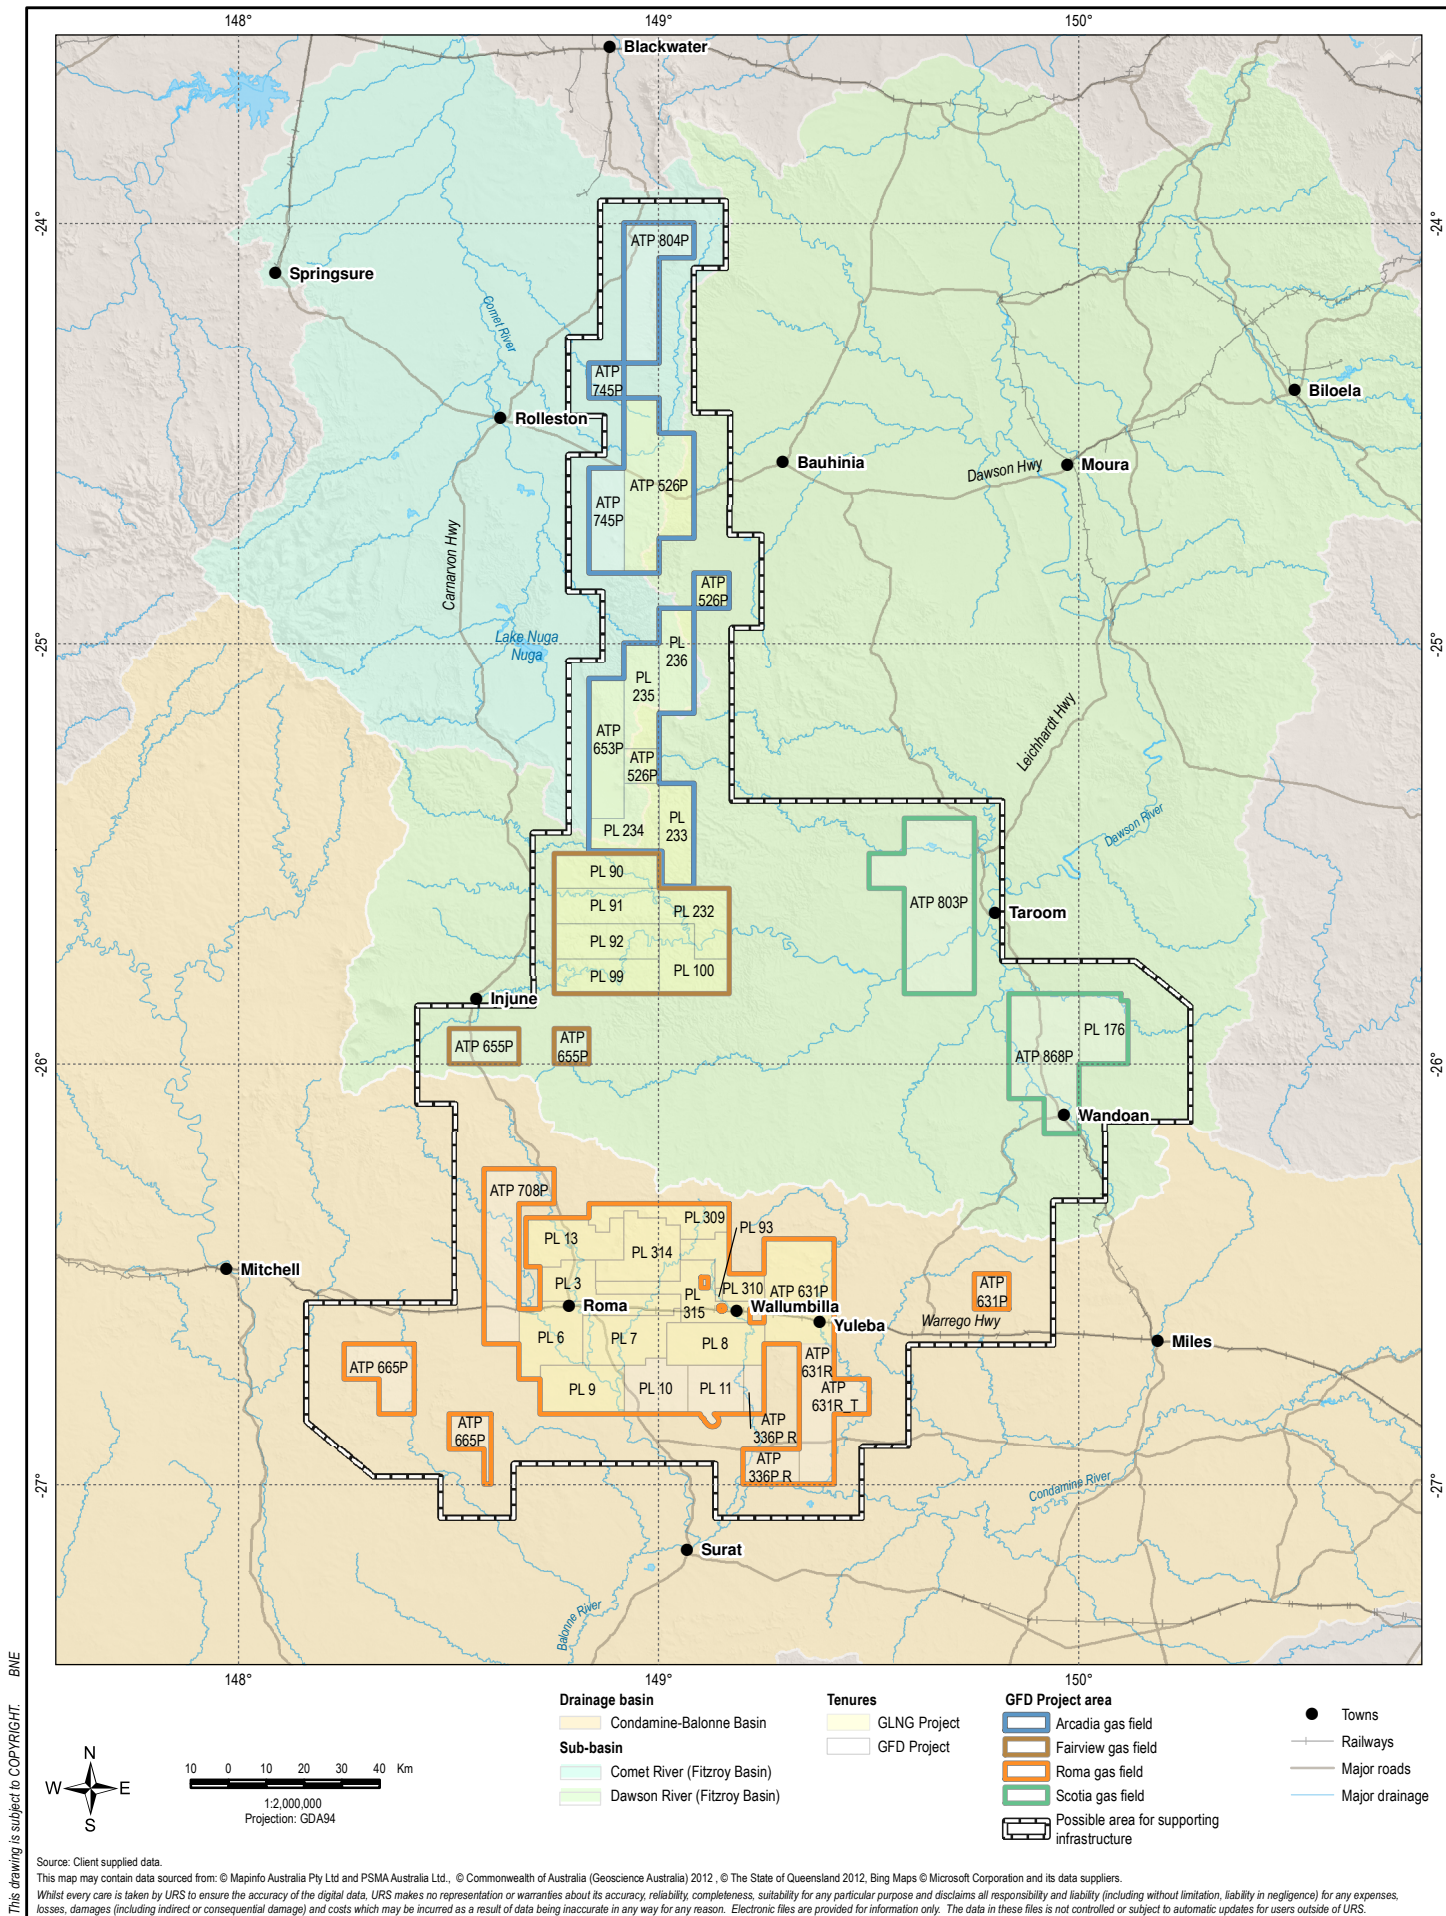 148°
149°
150°
Blackwater
-24°
-24°
ATP 804P
Springsure
Comet River
ATP
745P
Biloela
Rolleston
Bauhinia
Dawson Hwy
Moura
ATP 526P
ATP
745P
Carnarvon Hwy
ATP
526P
-25°
-25°
Lake Nuga
Nuga
PL
236
PL
235
Leichhardt Hwy
ATP
653P
ATP
526P
PL 234
PL
233
Dawson River
PL 90
PL 91
PL 232
ATP 803P
Taroom
PL 92
PL 99
PL 100
Injune
PL 176
ATP 655P
ATP
655P
ATP 868P
-26°
-26°
Wandoan
ATP 708P
PL 309
PL 93
PL 13
PL 314
Mitchell
PL 3
PL 310
ATP 631P
ATP
631P
PL
315
Roma
Wallumbilla
Yuleba
Warrego Hwy
Miles
PL 6
PL 7
PL 8
ATP 665P
ATP
631R
PL 9
PL 10
PL 11
ATP
631R_T
ATP
665P
ATP
336P R
ATP
336P R
-27°
-27°
Condamine River
Surat
Balonne River
148°
149°
150°
This drawing is subject to COPYRIGHT. BNE
N
W E
S
10 0 10 20 30 40 Km
1:2,000,000
Projection: GDA94
Drainage basin
Condamine-Balonne Basin
Sub-basin
Comet River (Fitzroy Basin)
Dawson River (Fitzroy Basin)
Tenures
GLNG Project
GFD Project
GFD Project area
Arcadia gas field
Fairview gas field
Roma gas field
Scotia gas field
Possible area for supporting
infrastructure
Towns
Railways
Major roads
Major drainage
Source: Client supplied data.
This map may contain data sourced from: © Mapinfo Australia Pty Ltd and PSMA Australia Ltd., © Commonwealth of Australia (Geoscience Australia) 2012 , © The State of Queensland 2012, Bing Maps © Microsoft Corporation and its data suppliers.
Whilst every care is taken by URS to ensure the accuracy of the digital data, URS makes no representation or warranties about its accuracy, reliability, completeness, suitability for any particular purpose and disclaims all responsibility and liability (including without limitation, liability in negligence) for any expenses,
losses, damages (including indirect or consequential damage) and costs which may be incurred as a result of data being inaccurate in any way for any reason. Electronic files are provided for information only. The data in these files is not controlled or subject to automatic updates for users outside of URS.